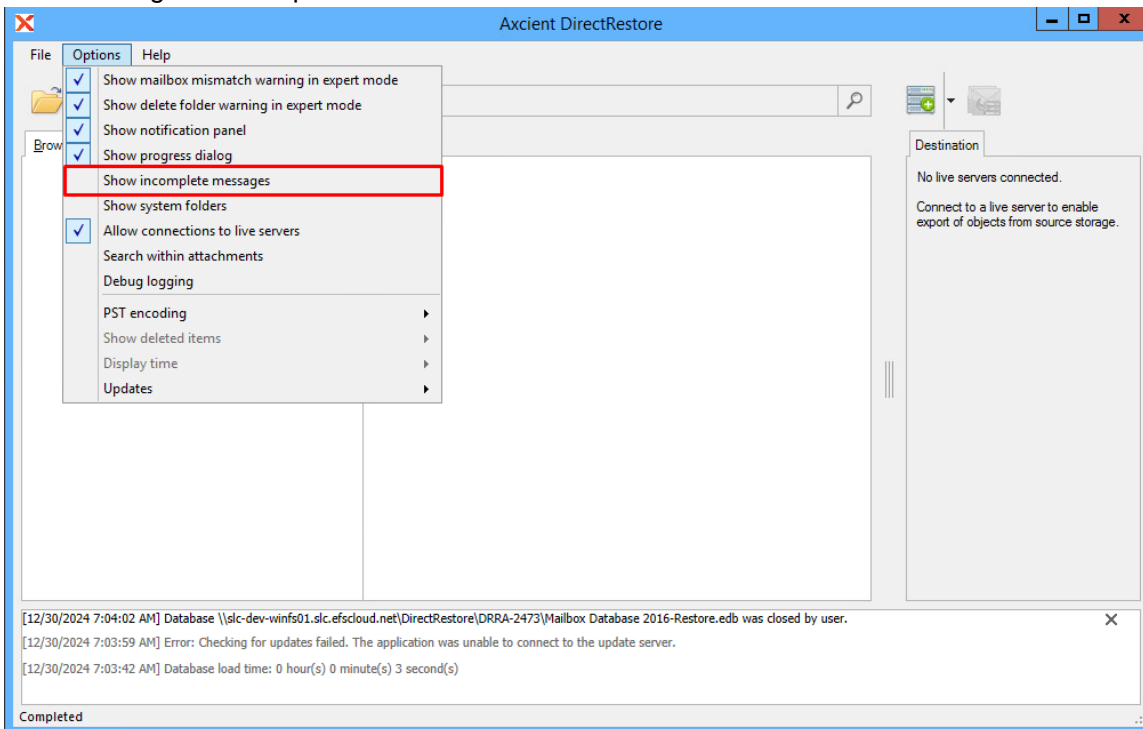 Axcient DirectRestore
File Options Help
Show mailbox mismatch warning in expert mode
Show delete folder warning in expert mode
Show notification panel
Brow
Show progress dialog
Destination
Show incomplete messages
No live servers connected.
Show system folders
Connect to a live server to enable
Allow connections to live servers
export of objects from source storage.
Search within attachments
Debug logging
PST encoding
Show deleted items
Display time
Updates
[12/30/2024 7:04:02 AM] Database \\slc-dev-winfs01.slc.efscloud.net\DirectRestore\DRRA-2473\Mailbox Database 2016-Restore.edb was closed by user.
[12/30/2024 7:03:59 AM] Error: Checking for updates failed. The application was unable to connect to the update server.
[12/30/2024 7:03:42 AM] Database load time: 0 hour(s) 0 minute(s) 3 second(s)
Completed